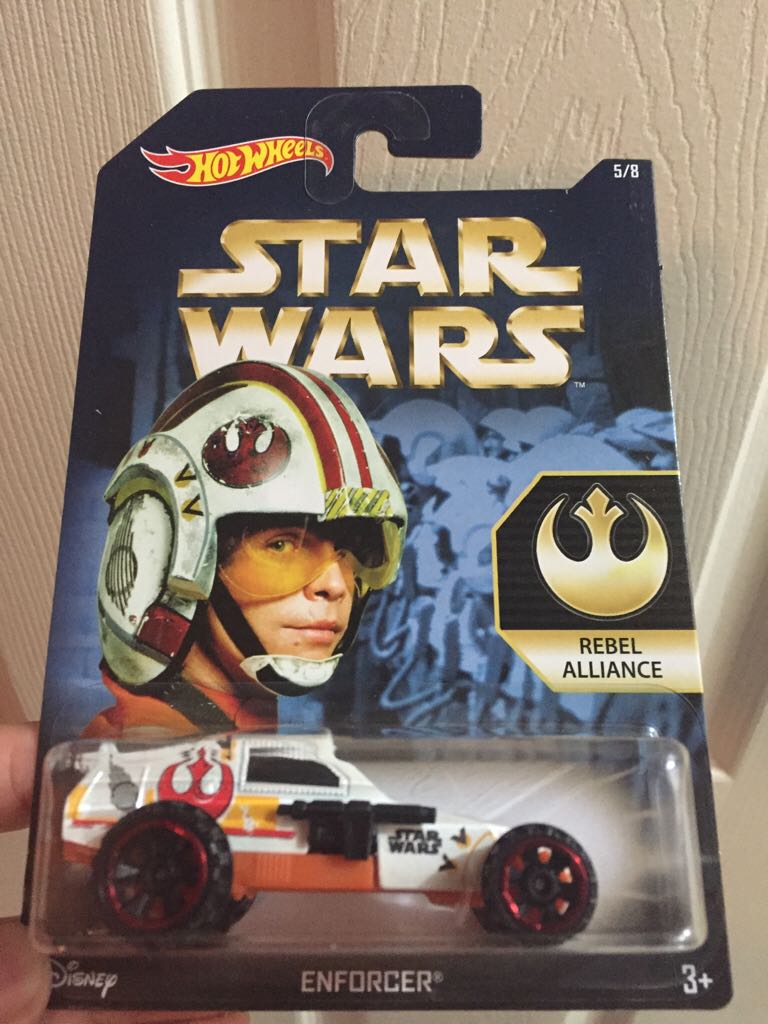 HOT WHEELS
5/8
STAR
WARS
TM
REBEL
ALLIANCE
STAR
WARS
DISNEY
ENFORCER®
3+